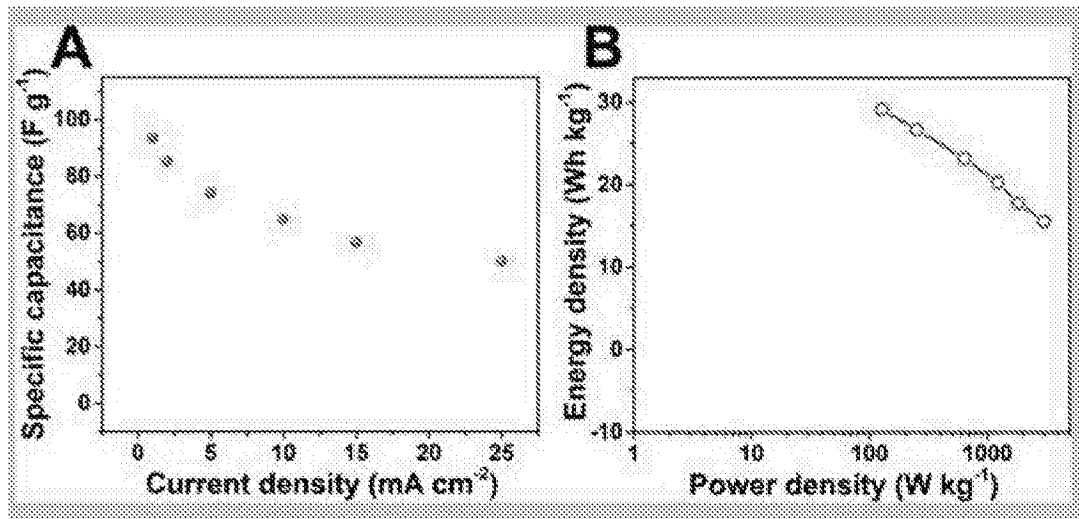 A
B
Specific capacitance (F g⁻¹)
100
80
60
40
20
0
0 5 10 15 20 25
Current density (mA cm⁻²)
Energy density (Wh kg⁻¹)
30
20
10
0
-10
1 10 100 1000
Power density (W kg⁻¹)